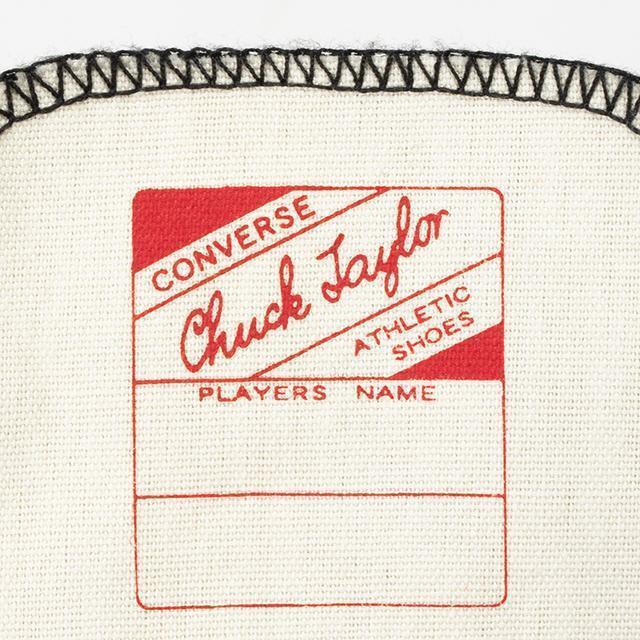 CONVERSE
Chuck Taylor
ATHLETIC
SHOES
PLAYERS NAME